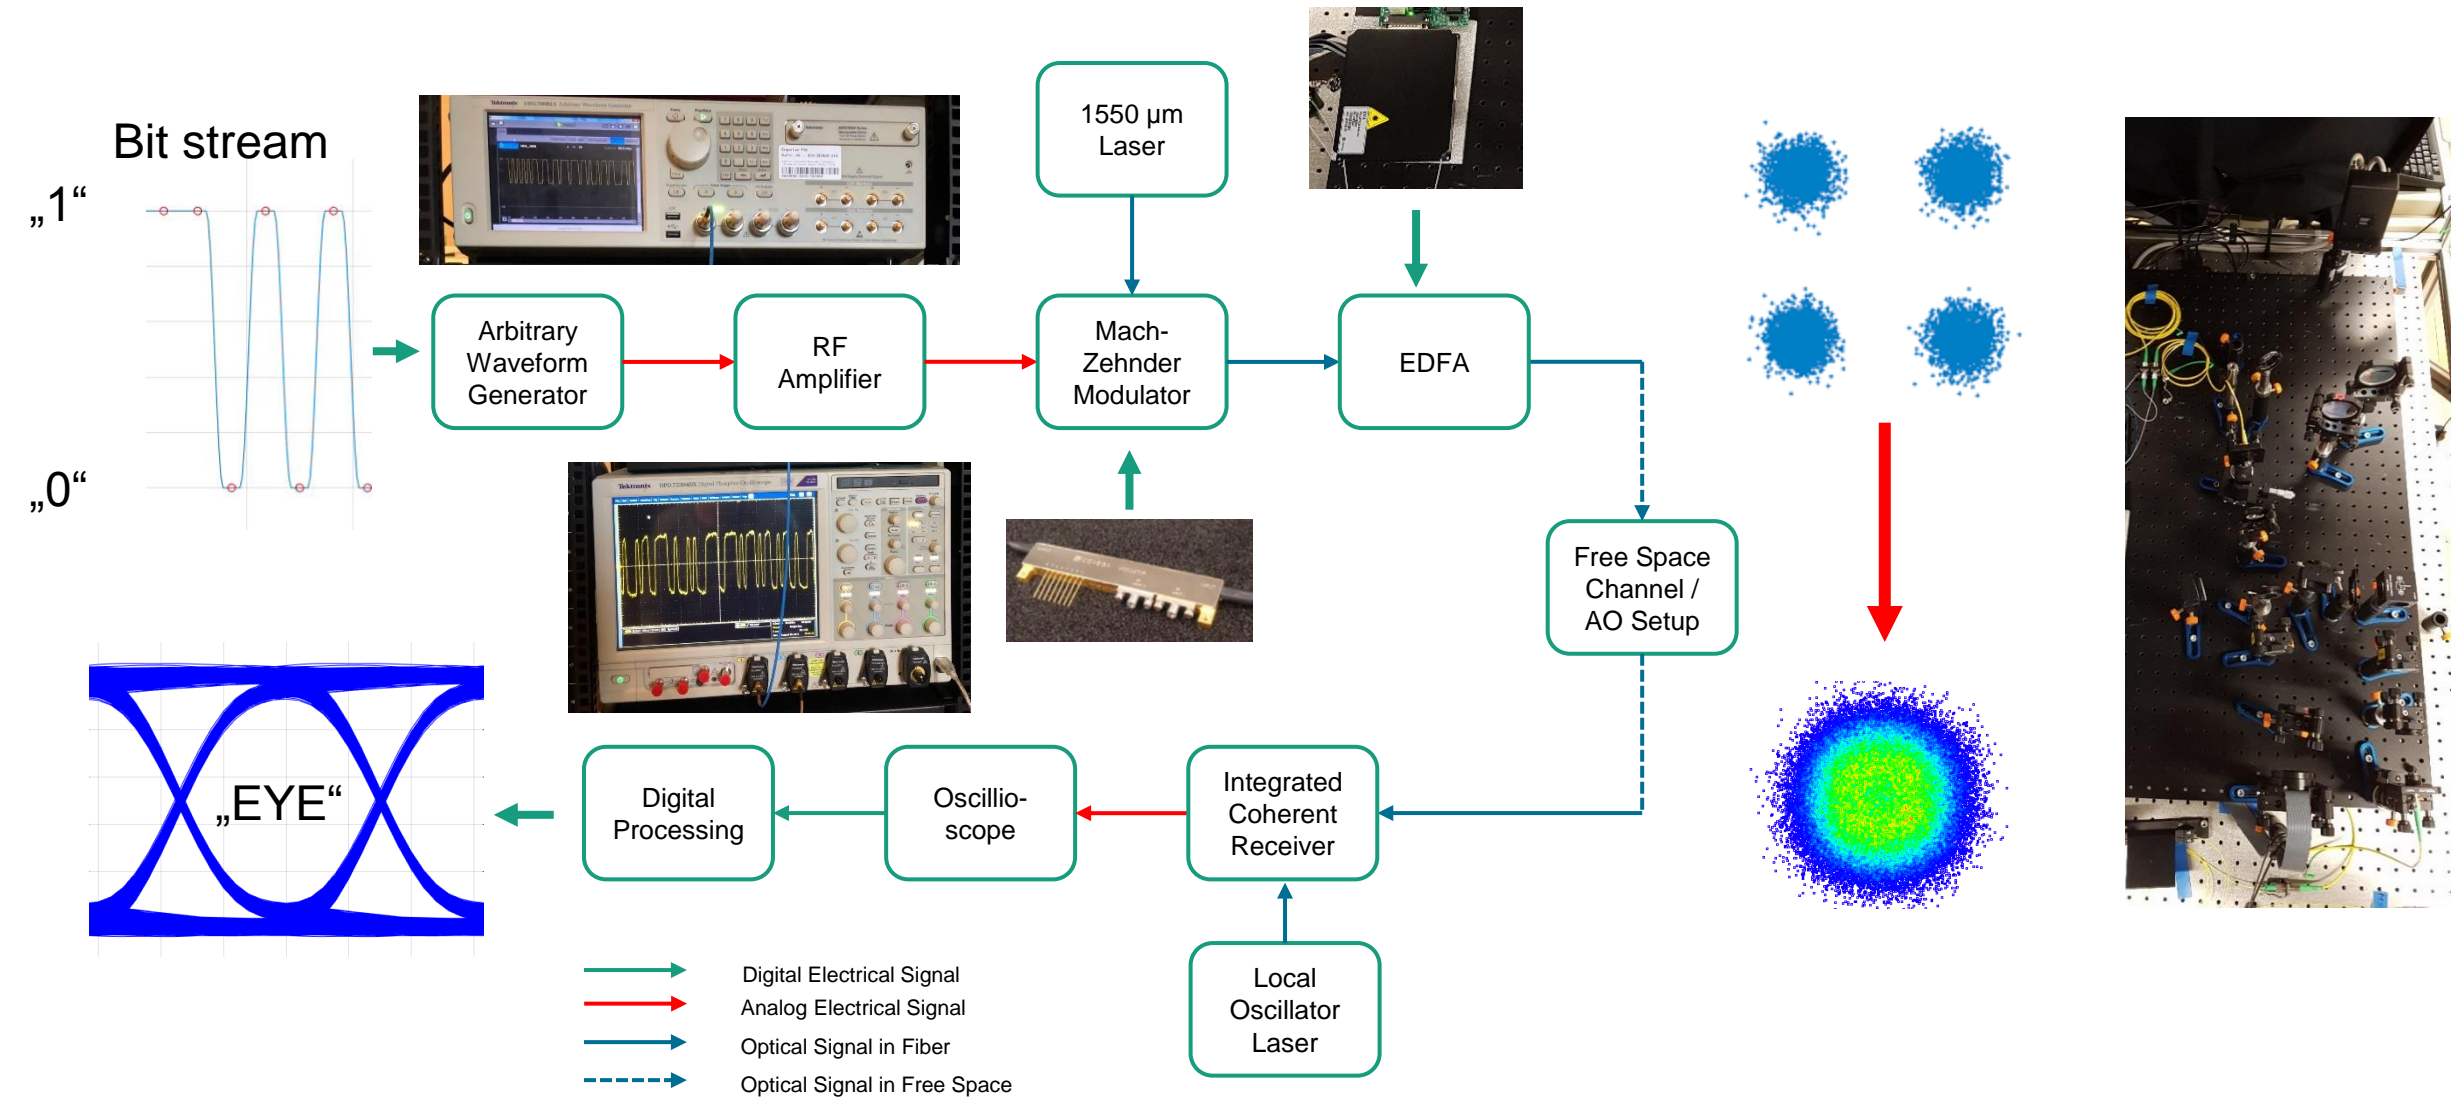 Bit stream
„1“
„0“
Tektronix
1550 µm
Laser
Arbitrary
Waveform
Generator
RF
Amplifier
Mach-
Zehnder
Modulator
EDFA
Tektronix
Free Space
Channel /
AO Setup
„EYE“
Digital
Processing
Oscillio-
scope
Integrated
Coherent
Receiver
Local
Oscillator
Laser
Digital Electrical Signal
Analog Electrical Signal
Optical Signal in Fiber
Optical Signal in Free Space